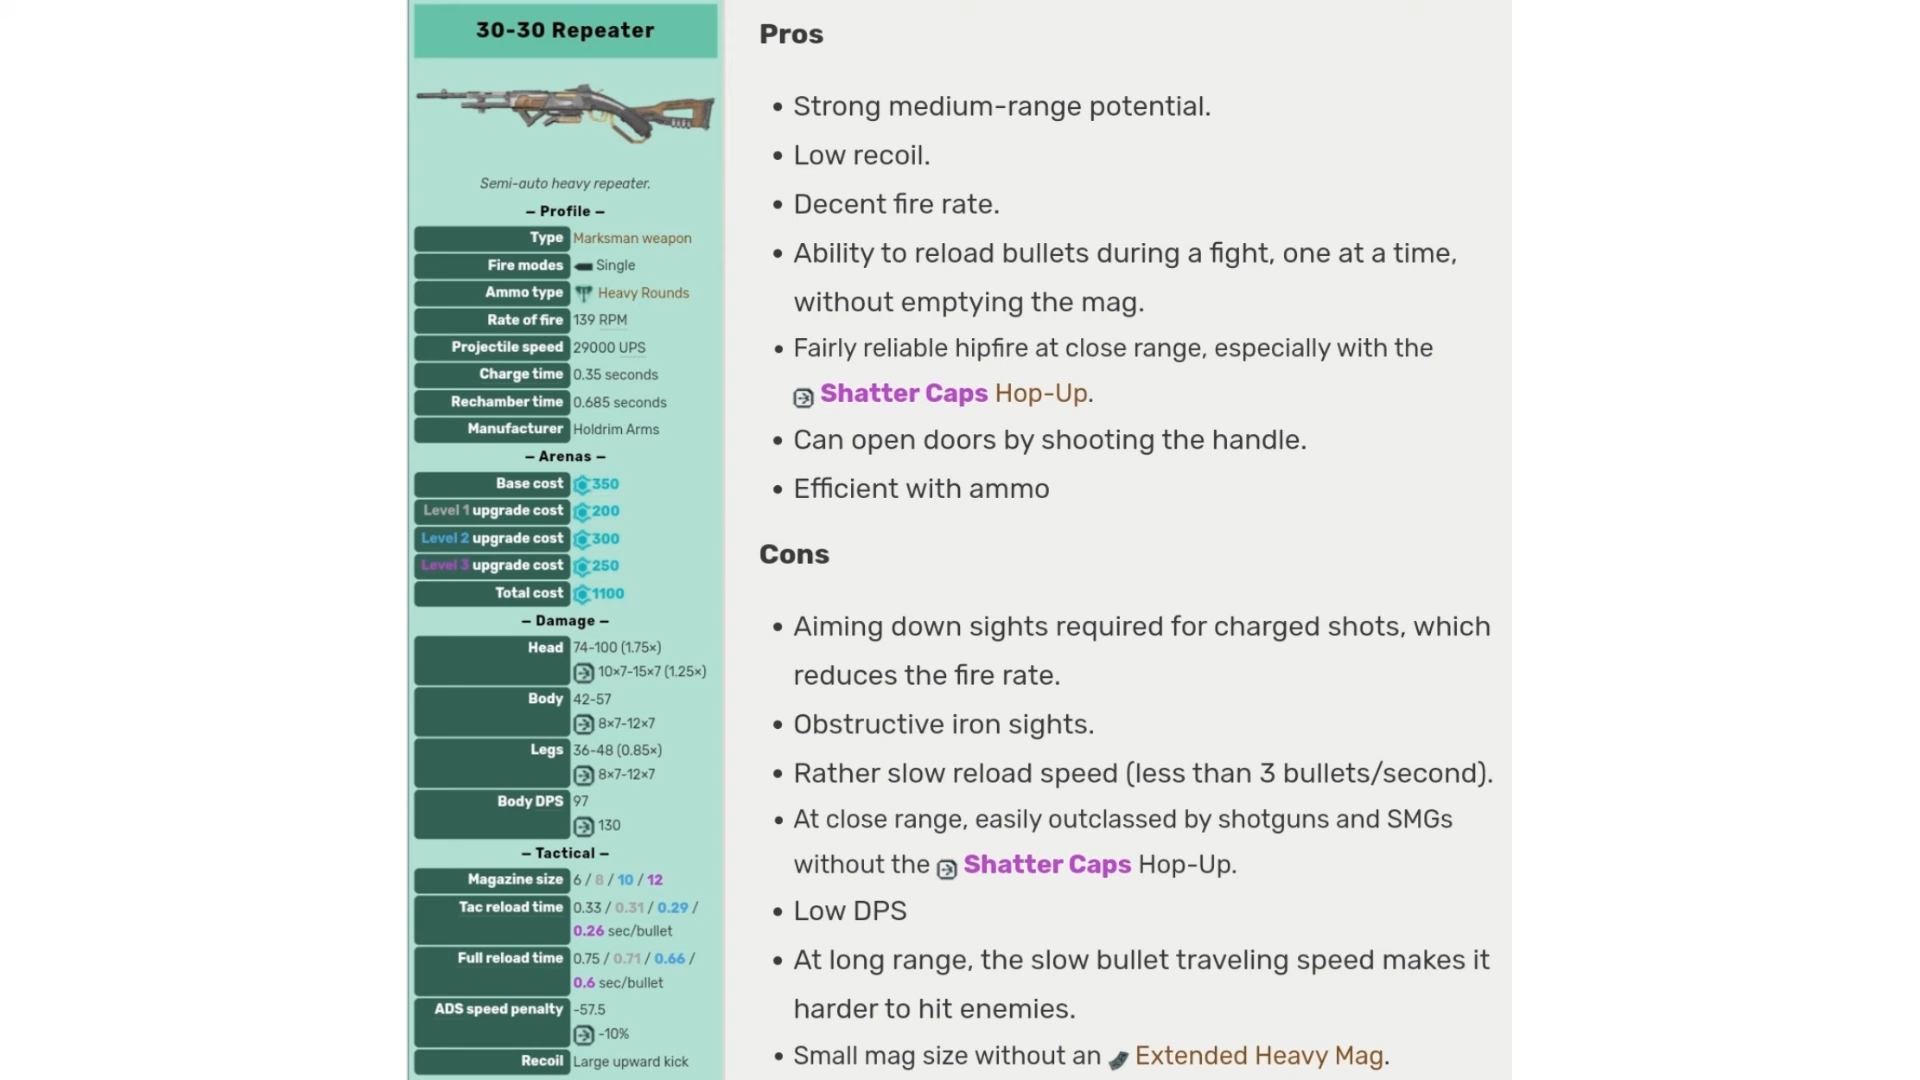 30-30 Repeater
Semi-auto heavy repeater.
– Profile –
Type Marksman weapon
Fire modes Single
Ammo type Heavy Rounds
Rate of fire 139 RPM
Projectile speed 29000 UPS
Charge time 0.35 seconds
Rechamber time 0.685 seconds
Manufacturer Holdrim Arms
– Arenas –
Base cost 350
Level 1 upgrade cost 200
Level 2 upgrade cost 300
Level 3 upgrade cost 250
Total cost 1100
– Damage –
Head 74-100 (1.75×)
10×7-15×7 (1.25×)
Body 42-57
8×7-12×7
Legs 36-48 (0.85×)
8×7-12×7
Body DPS 97
130
– Tactical –
Magazine size 6 / 8 / 10 / 12
Tac reload time 0.33 / 0.31 / 0.29 /
0.26 sec/bullet
Full reload time 0.75 / 0.71 / 0.66 /
0.6 sec/bullet
ADS speed penalty -57.5
-10%
Recoil Large upward kick
Pros
• Strong medium-range potential.
• Low recoil.
• Decent fire rate.
• Ability to reload bullets during a fight, one at a time,
without emptying the mag.
• Fairly reliable hipfire at close range, especially with the
Shatter Caps Hop-Up.
• Can open doors by shooting the handle.
• Efficient with ammo
Cons
• Aiming down sights required for charged shots, which
reduces the fire rate.
• Obstructive iron sights.
• Rather slow reload speed (less than 3 bullets/second).
• At close range, easily outclassed by shotguns and SMGs
without the Shatter Caps Hop-Up.
• Low DPS
• At long range, the slow bullet traveling speed makes it
harder to hit enemies.
• Small mag size without an Extended Heavy Mag.